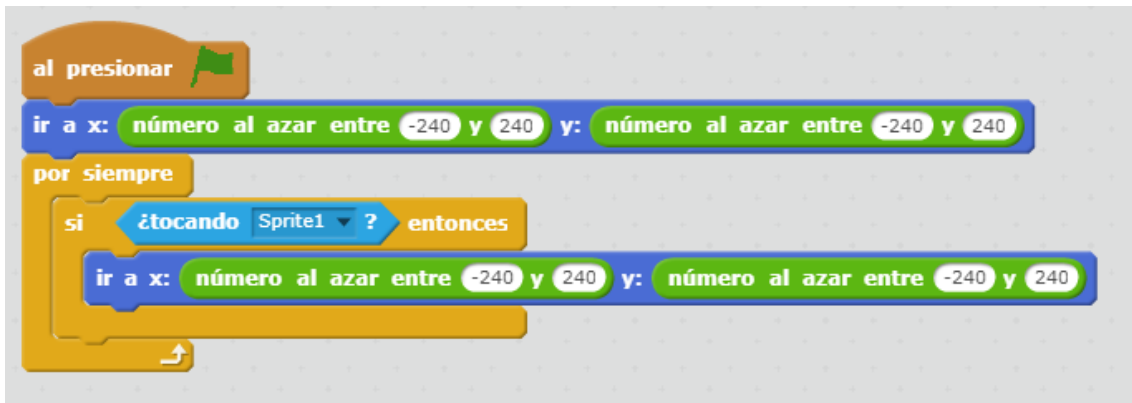 al presionar
ir a x: número al azar entre -240 y 240 y: número al azar entre -240 y 240
por siempre
si ¿tocando Sprite1 ? entonces
ir a x: número al azar entre -240 y 240 y: número al azar entre -240 y 240